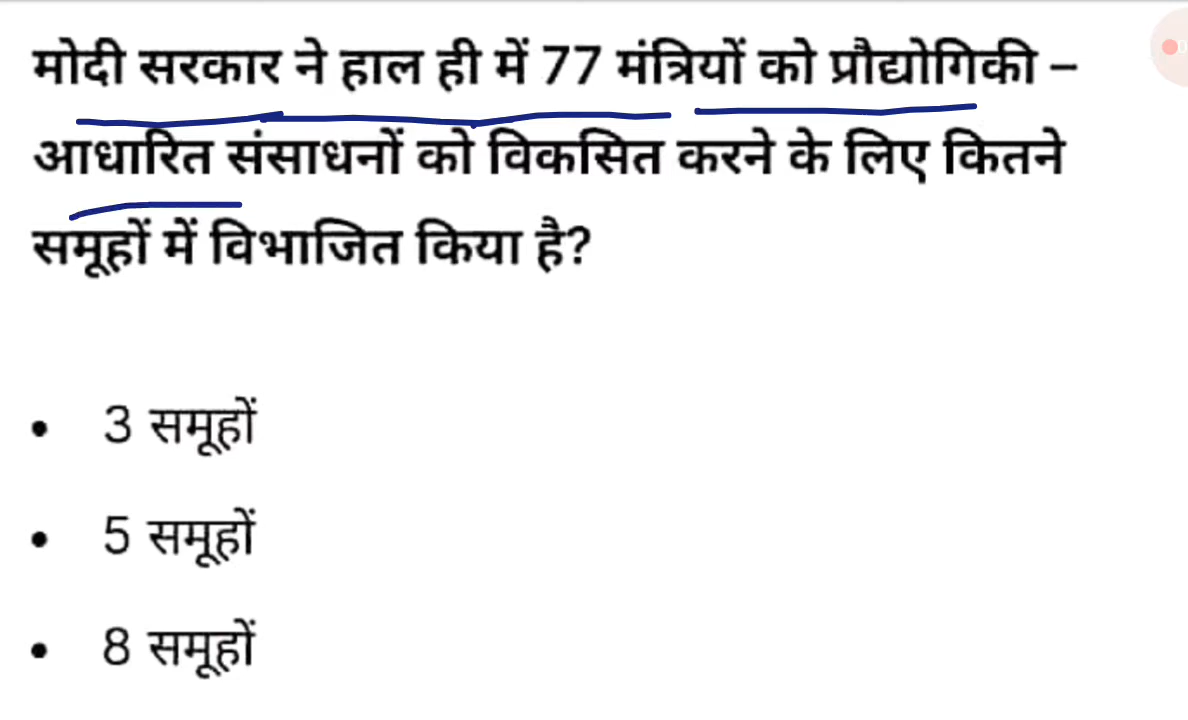 मोदी सरकार ने हाल ही में 77 मंत्रियों को प्रौद्योगिकी –
आधारित संसाधनों को विकसित करने के लिए कितने
समूहों में विभाजित किया है?
• 3 समूहों
• 5 समूहों
• 8 समूहों